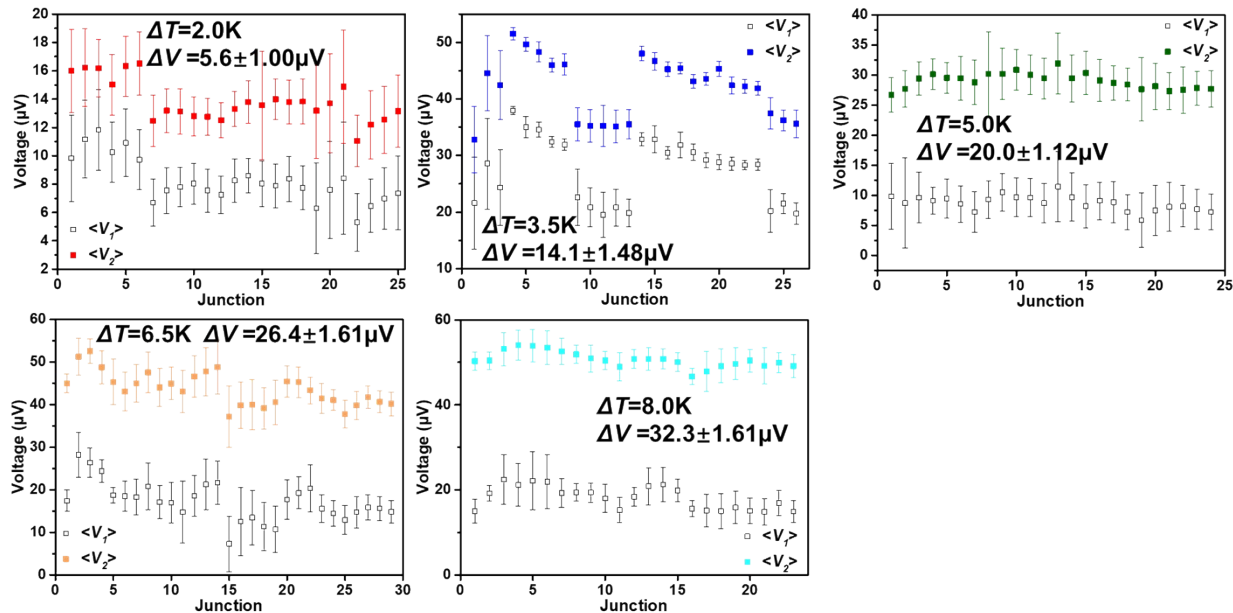 20
18
16
14
12
10
8
6
4
2
Voltage (µV)
ΔT=2.0K
ΔV =5.6±1.00µV
<V1>
<V2>
0 5 10 15 20 25
Junction
50
40
30
20
10
Voltage (µV)
<V1>
<V2>
ΔT=3.5K
ΔV =14.1±1.48µV
0 5 10 15 20 25
Junction
40
35
30
25
20
15
10
5
0
Voltage (µV)
<V1>
<V2>
ΔT=5.0K
ΔV =20.0±1.12µV
0 5 10 15 20 25
Junction
60
50
40
30
20
10
0
Voltage (µV)
ΔT=6.5K ΔV =26.4±1.61µV
<V1>
<V2>
0 5 10 15 20 25 30
Junction
60
40
20
0
Voltage (µV)
ΔT=8.0K
ΔV =32.3±1.61µV
<V1>
<V2>
0 5 10 15 20
Junction